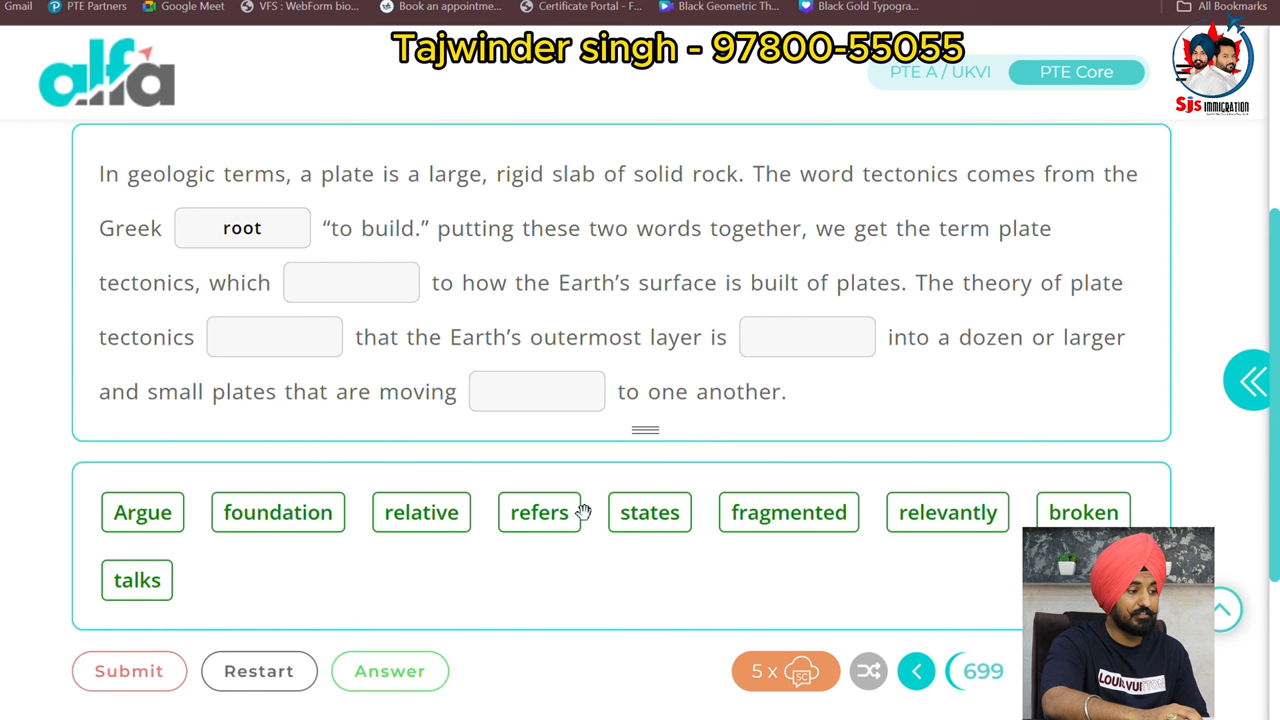 Gmail PTE Partners Google Meet VFS : WebForm bio... Book an appointme... Certificate Portal - F... Black Geometric Th... Black Gold Typogra... All Bookmarks
Tajwinder singh - 97800-55055
alfa
PTE A / UKVI PTE Core
SJS IMMIGRATION
In geologic terms, a plate is a large, rigid slab of solid rock. The word tectonics comes from the
Greek root “to build.” putting these two words together, we get the term plate
tectonics, which to how the Earth’s surface is built of plates. The theory of plate
tectonics that the Earth’s outermost layer is into a dozen or larger
and small plates that are moving to one another.
Argue foundation relative refers states fragmented relevantly broken
talks
Submit Restart Answer 5 x SC 699